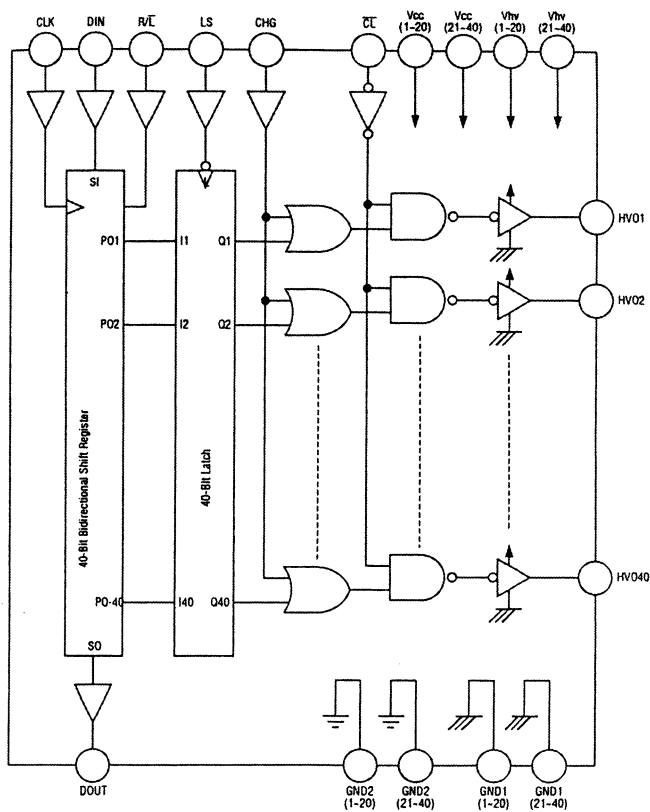 CLK DIN R/L̅ LS CHG C̅L̅ Vcc Vcc Vhv Vhv
(1~20) (21~40) (1~20) (21~40)
SI
PO1 I1 Q1 HVO1
PO2 I2 Q2 HVO2
40-Bit Bidirectional Shift Register
40-Bit Latch
PO-40 I40 Q40 HVO40
SO
DOUT GND2 GND2 GND1 GND1
(1~20) (21~40) (1~20) (21~40)